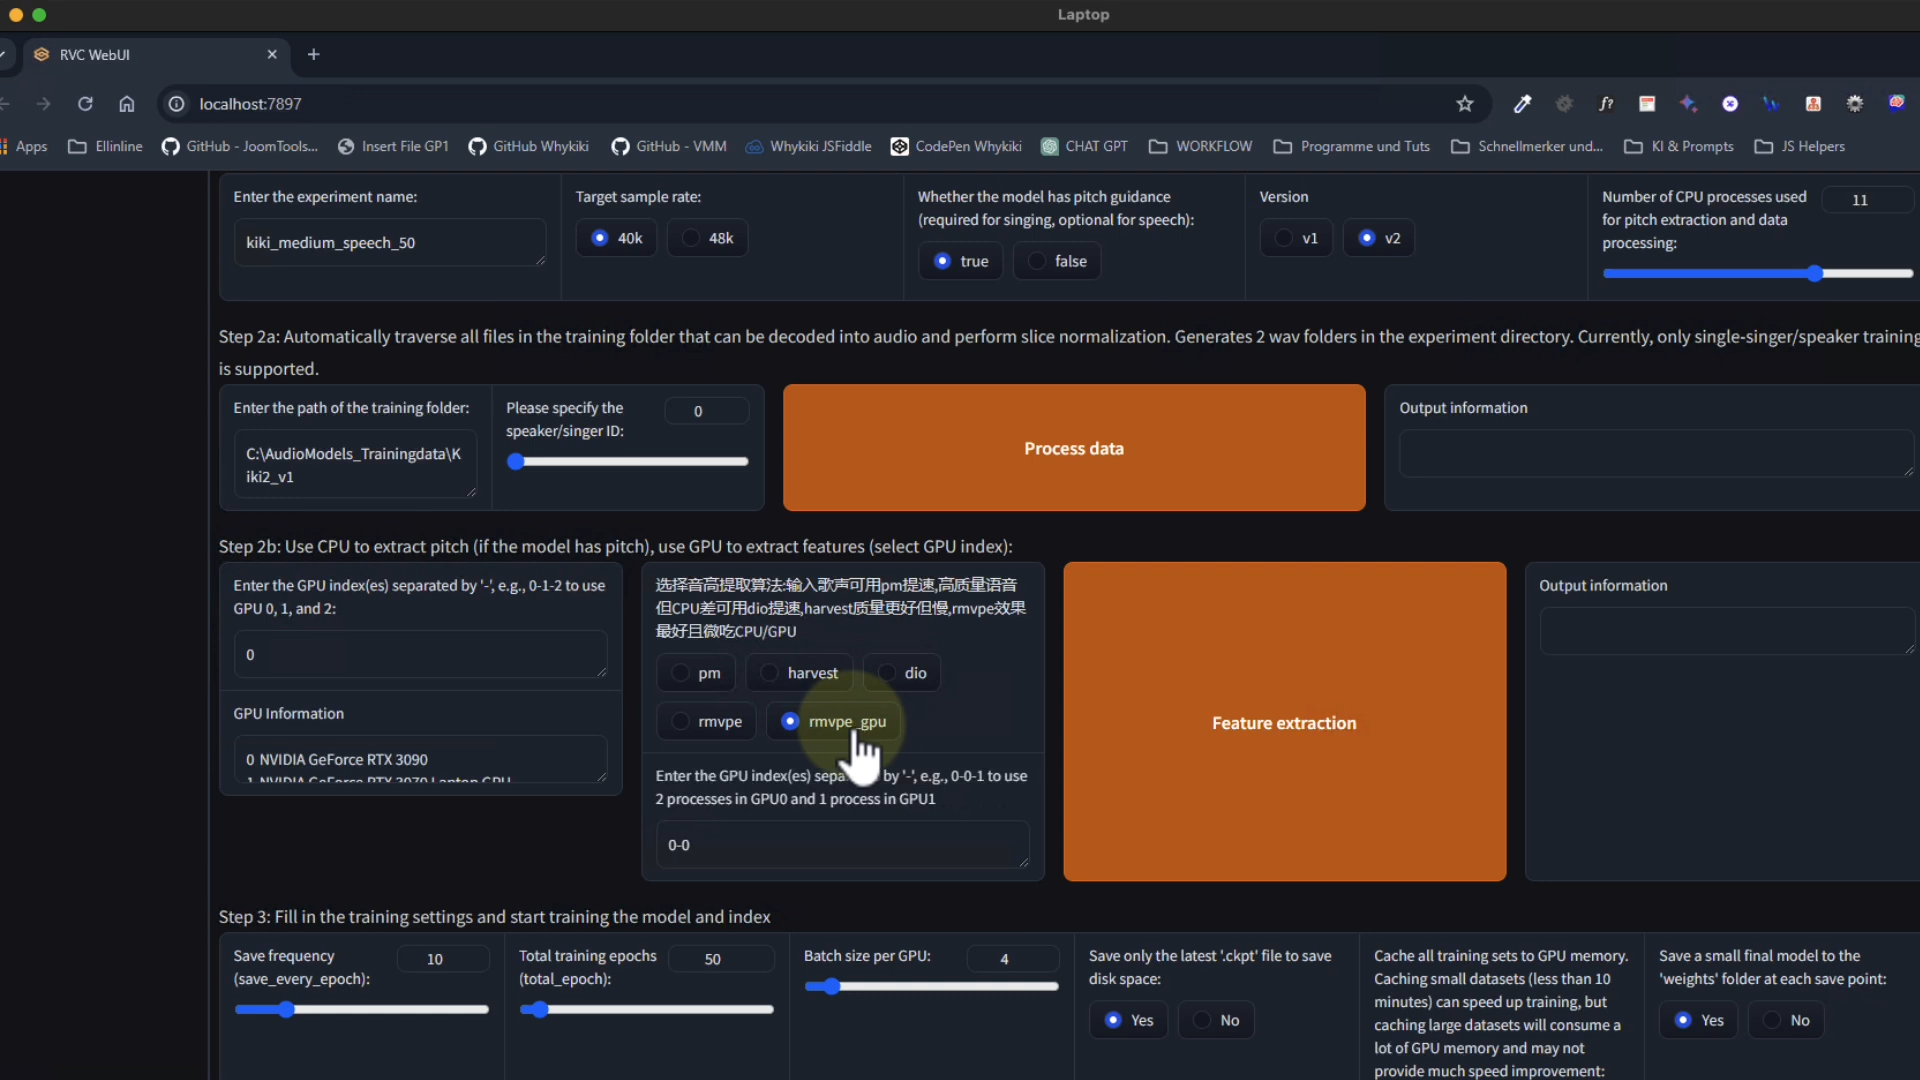 Laptop
RVC WebUI
localhost:7897
Apps
Ellinline
GitHub - JoomTools...
Insert File GP1
GitHub Whykiki
GitHub - VMM
Whykiki JSFiddle
CodePen Whykiki
CHAT GPT
WORKFLOW
Programme und Tuts
Schnellmerker und...
KI & Prompts
JS Helpers
Enter the experiment name:
kiki_medium_speech_50
Target sample rate:
40k
48k
Whether the model has pitch guidance
(required for singing, optional for speech):
true
false
Version
v1
v2
Number of CPU processes used
for pitch extraction and data
processing:
11
Step 2a: Automatically traverse all files in the training folder that can be decoded into audio and perform slice normalization. Generates 2 wav folders in the experiment directory. Currently, only single-singer/speaker training
is supported.
Enter the path of the training folder:
C:\AudioModels_Trainingdata\K
iki2_v1
Please specify the
speaker/singer ID:
0
Process data
Output information
Step 2b: Use CPU to extract pitch (if the model has pitch), use GPU to extract features (select GPU index):
Enter the GPU index(es) separated by '-', e.g., 0-1-2 to use
GPU 0, 1, and 2:
0
GPU Information
0 NVIDIA GeForce RTX 3090
1 NVIDIA GeForce RTX 3070 Laptop GPU
选择音高提取算法:输入歌声可用pm提速,高质量语音
但CPU差可用dio提速,harvest质量更好但慢,rmvpe效果
最好且微吃CPU/GPU
pm
harvest
dio
rmvpe
rmvpe_gpu
Enter the GPU index(es) by '-', e.g., 0-0-1 to use
2 processes in GPU0 and 1 process in GPU1
0-0
Feature extraction
Output information
Step 3: Fill in the training settings and start training the model and index
Save frequency
(save_every_epoch):
10
Total training epochs
(total_epoch):
50
Batch size per GPU:
4
Save only the latest '.ckpt' file to save
disk space:
Yes
No
Cache all training sets to GPU memory.
Caching small datasets (less than 10
minutes) can speed up training, but
caching large datasets will consume a
lot of GPU memory and may not
provide much speed improvement:
Save a small final model to the
'weights' folder at each save point:
Yes
No